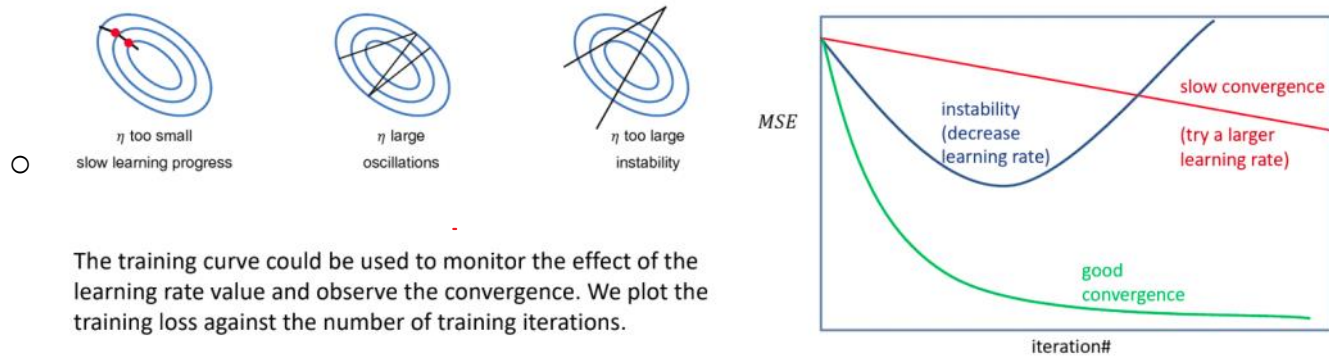 η too small
slow learning progress
η large
oscillations
η too large
instability
The training curve could be used to monitor the effect of the
learning rate value and observe the convergence. We plot the
training loss against the number of training iterations.
MSE
instability
(decrease
learning rate)
slow convergence
(try a larger
learning rate)
good
convergence
iteration#